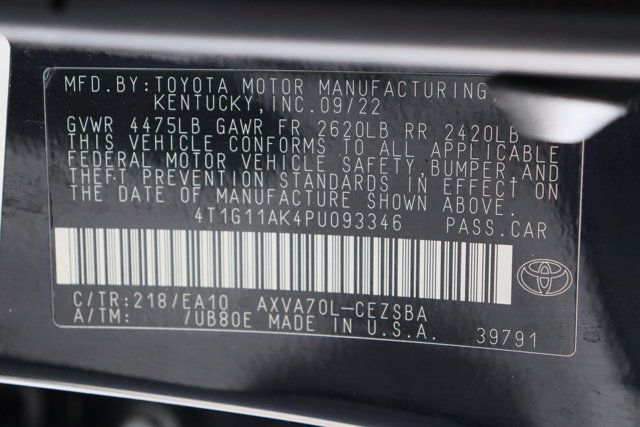 MFD. BY: TOYOTA MOTOR MANUFACTURING,
KENTUCKY, INC. 09/22
GVWR 4475LB GAWR FR 2620LB RR 2420LB
THIS VEHICLE CONFORMS TO ALL APPLICABLE
FEDERAL MOTOR VEHICLE SAFETY, BUMPER AND
THEFT PREVENTION STANDARDS IN EFFECT ON
THE DATE OF MANUFACTURE SHOWN ABOVE.
4T1G11AK4PU093346 PASS.CAR
C/TR:218/EA10 AXVA70L-CEZSBA
A/TM: /UB80E MADE IN U.S.A.
39791